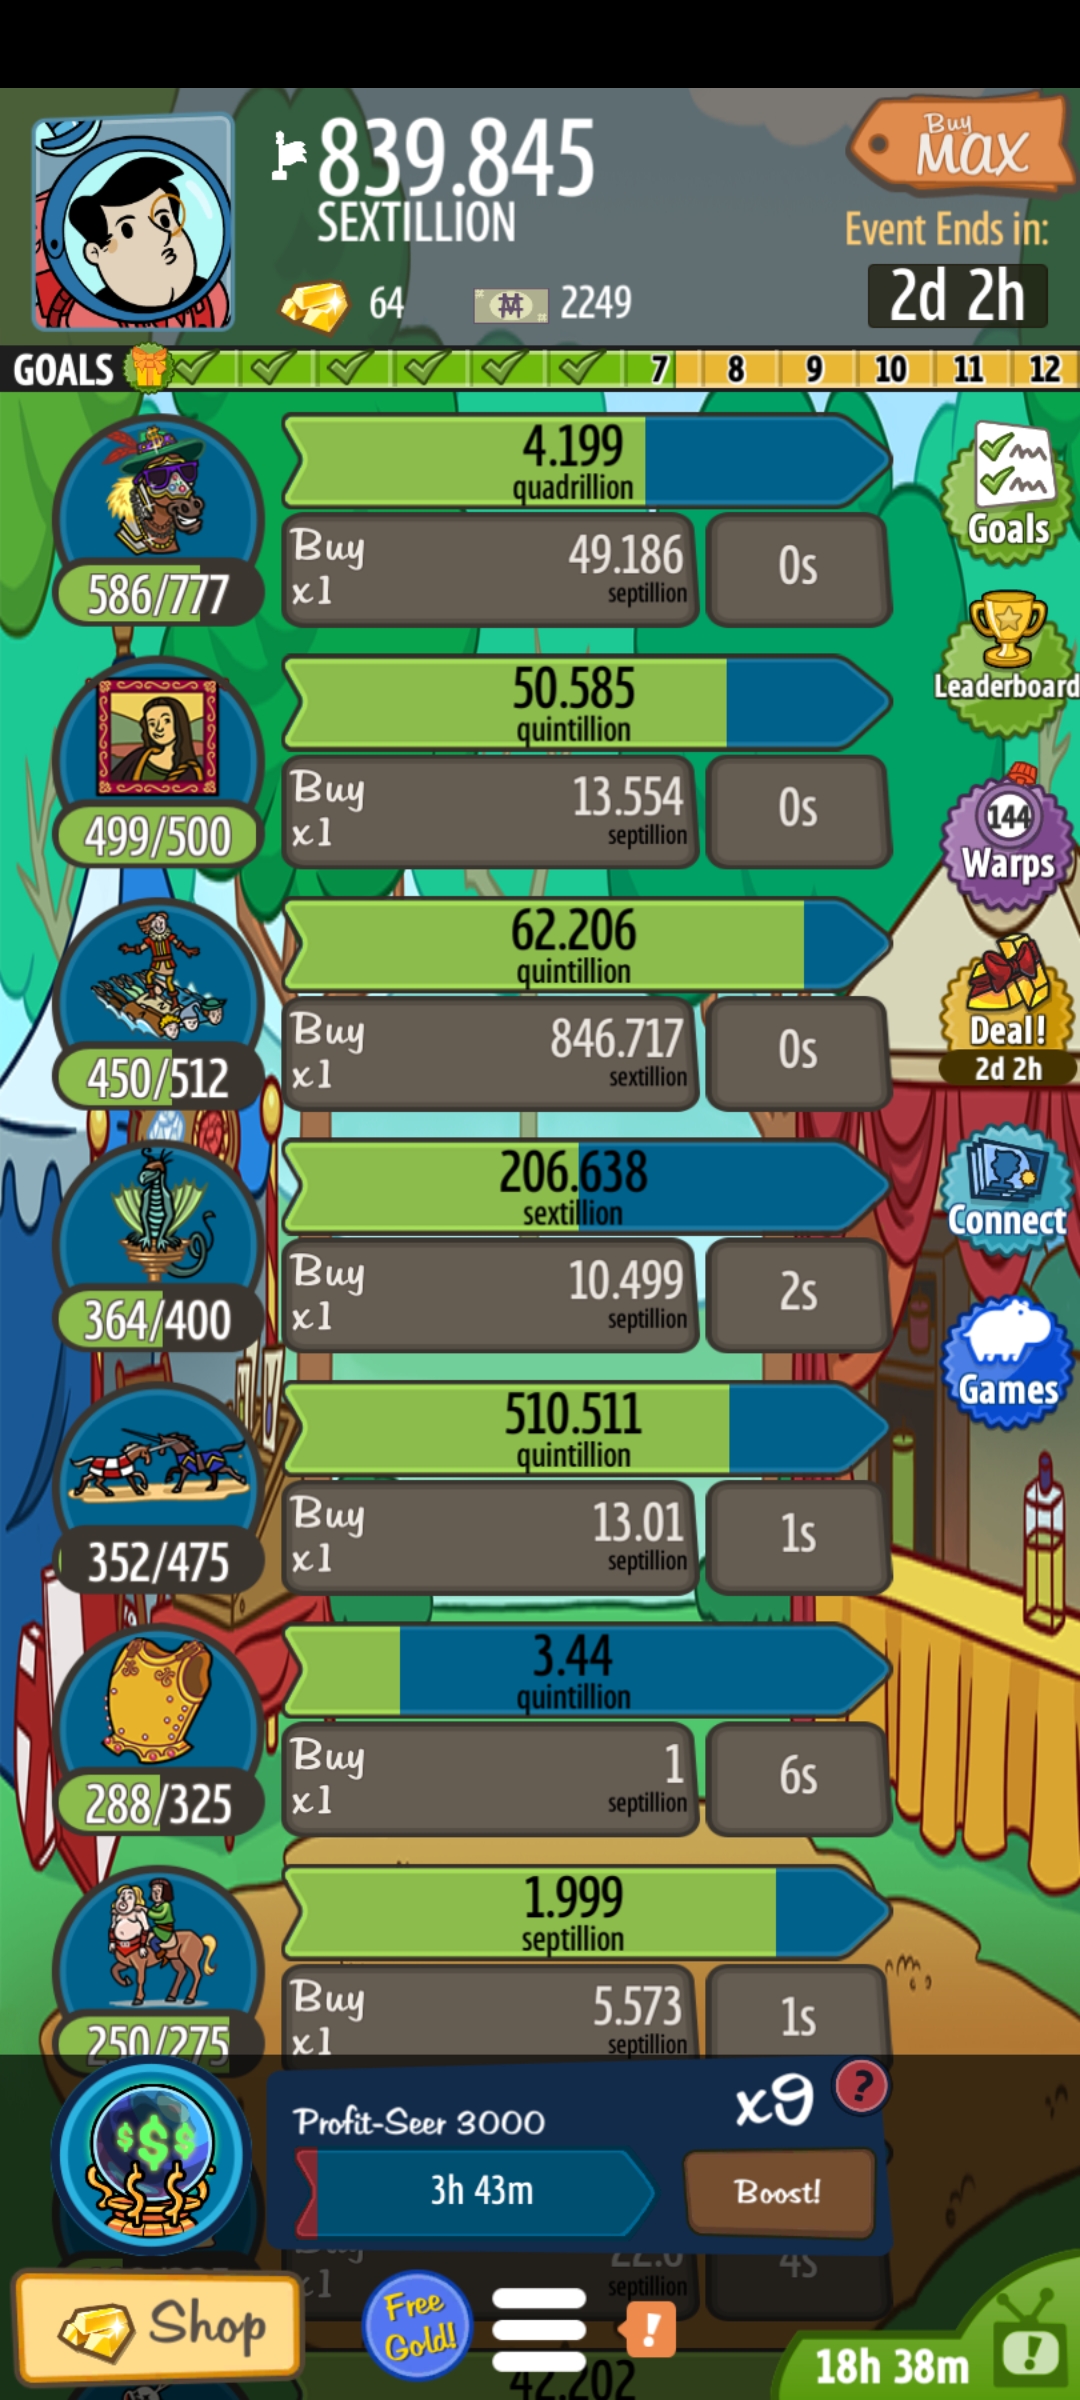 839.845
SEXTILLION
Buy
MAX
Event Ends in:
64
2249
2d 2h
GOALS
7
8
9
10
11
12
4.199
quadrillion
Buy
x1
49.186
septillion
0s
586/777
Goals
Leaderboard
50.585
quintillion
Buy
x1
13.554
septillion
0s
499/500
144
Warps
62.206
quintillion
Buy
x1
846.717
sextillion
0s
450/512
Deal!
2d 2h
206.638
sextillion
Buy
x1
10.499
septillion
2s
364/400
Connect
510.511
quintillion
Buy
x1
13.01
septillion
1s
352/475
Games
3.44
quintillion
Buy
x1
1
septillion
6s
288/325
1.999
septillion
Buy
x1
5.573
septillion
1s
250/275
$$$
Profit-Seer 3000
x9
?
3h 43m
Boost!
septillion
4s
Shop
Free
Gold!
!
18h 38m
!
42.202